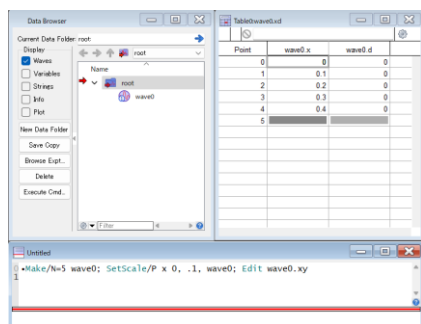 Data Browser
Current Data Folder: root:
Display
Waves
Variables
Strings
Info
Plot
New Data Folder
Save Copy
Browse Expt...
Delete
Execute Cmd...
root
Name
root
wave0
Filter
Table0:wave0.xd
Point wave0.x wave0.d
0 0 0
1 0.1 0
2 0.2 0
3 0.3 0
4 0.4 0
5
Untitled
0 •Make/N=5 wave0; SetScale/P x 0, .1, wave0; Edit wave0.xy
1